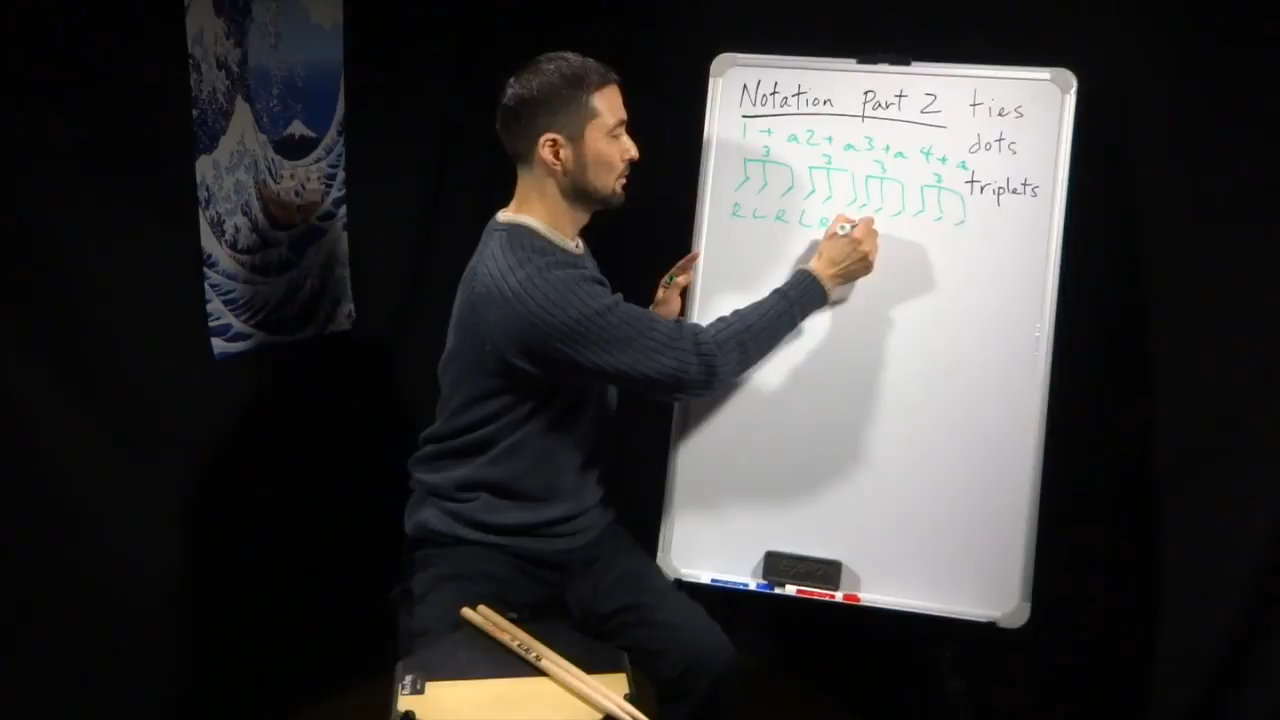 Notation Part 2 ties
dots
triplets
1 + a 2 + a 3 + a 4 + a
3 3 3 3
R L R L R